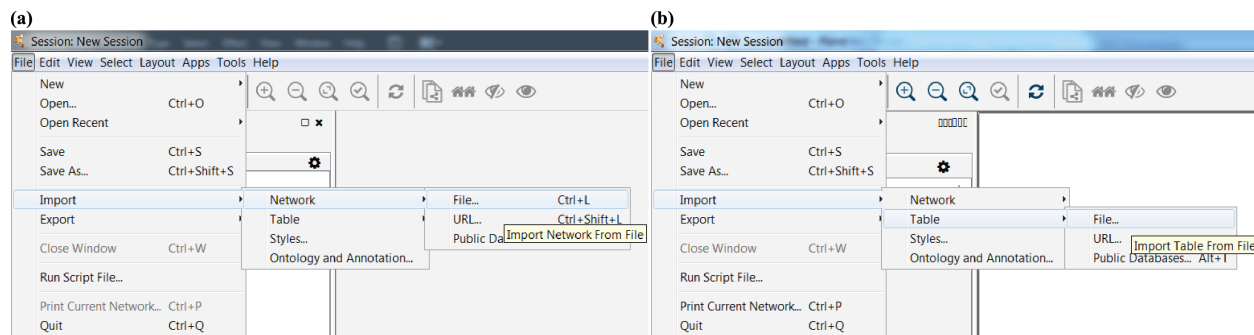 (a)
Session: New Session
File Edit View Select Layout Apps Tools Help
New
Open... Ctrl+O
Open Recent
Save Ctrl+S
Save As... Ctrl+Shift+S
Import
Export
Close Window Ctrl+W
Run Script File...
Print Current Network... Ctrl+P
Quit Ctrl+Q
Network
Table
Styles...
Ontology and Annotation...
File... Ctrl+L
URL... Ctrl+Shift+L
Public Da
Import Network From File
(b)
Session: New Session
File Edit View Select Layout Apps Tools Help
New
Open... Ctrl+O
Open Recent
Save Ctrl+S
Save As... Ctrl+Shift+S
Import
Export
Close Window Ctrl+W
Run Script File...
Print Current Network... Ctrl+P
Quit Ctrl+Q
Network
Table
Styles...
Ontology and Annotation...
File...
URL...
Public Databases... Alt+T
Import Table From File